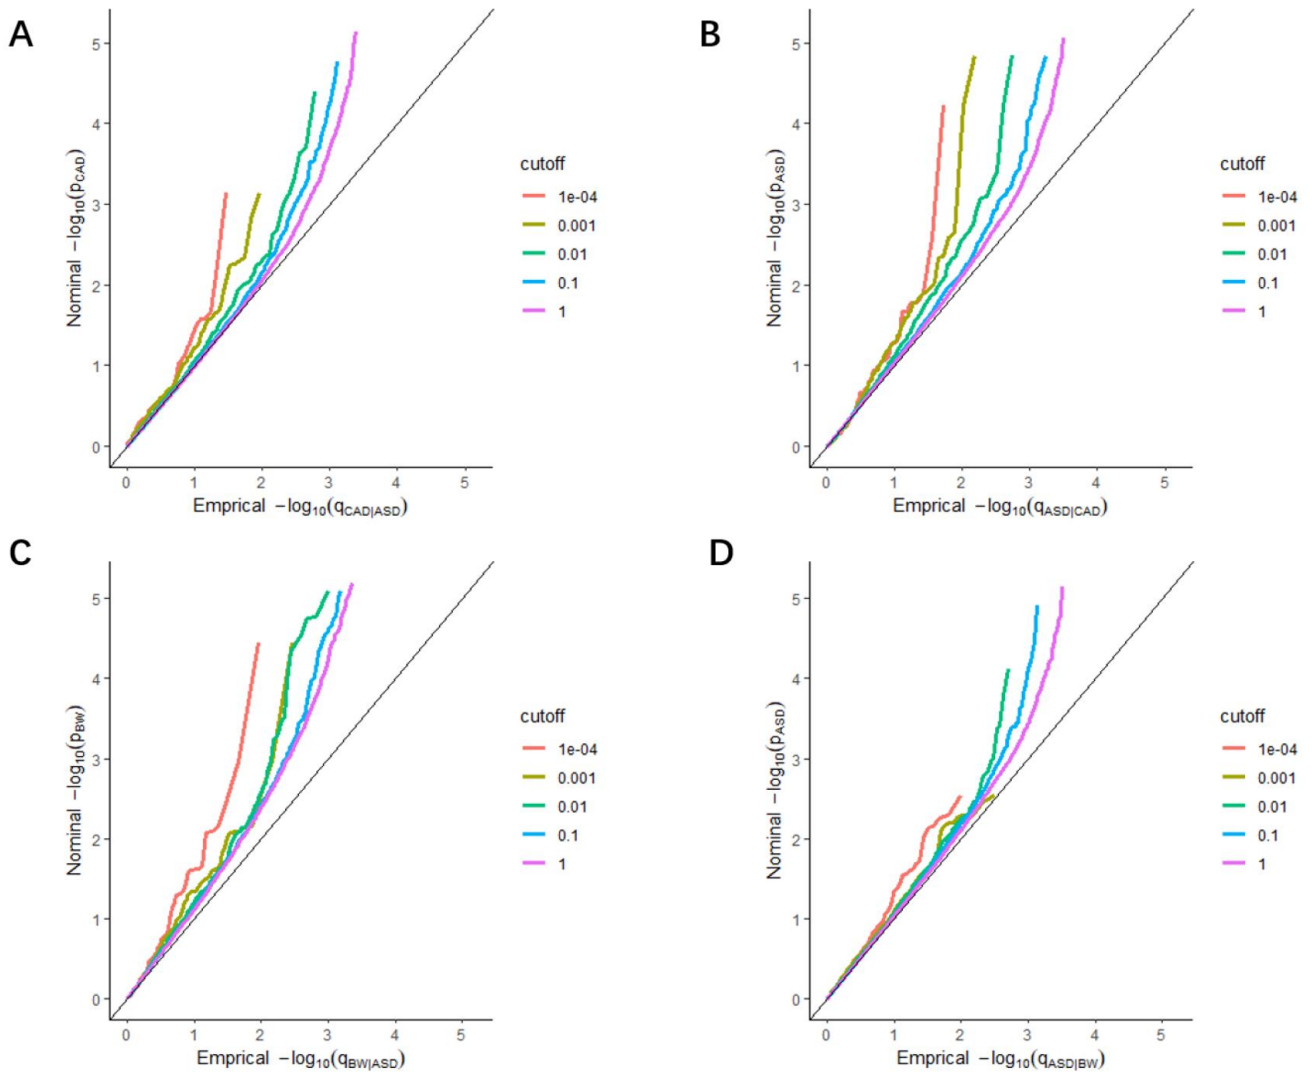 A
Nominal −log10(pCAD)
5
4
3
2
1
0
0 1 2 3 4 5
Emprical −log10(qCAD|ASD)
cutoff
1e-04
0.001
0.01
0.1
1
B
Nominal −log10(pASD)
5
4
3
2
1
0
0 1 2 3 4 5
Emprical −log10(qASD|CAD)
cutoff
1e-04
0.001
0.01
0.1
1
C
Nominal −log10(pBW)
5
4
3
2
1
0
0 1 2 3 4 5
Emprical −log10(qBW|ASD)
cutoff
1e-04
0.001
0.01
0.1
1
D
Nominal −log10(pASD)
5
4
3
2
1
0
0 1 2 3 4 5
Emprical −log10(qASD|BW)
cutoff
1e-04
0.001
0.01
0.1
1